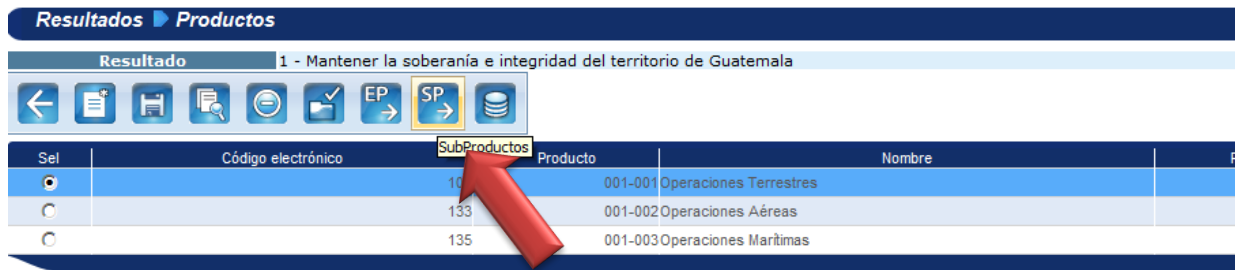 Resultados Productos
Resultado 1 - Mantener la soberanía e integridad del territorio de Guatemala
EP SP
SubProductos
Sel Código electrónico Producto Nombre
001-001 Operaciones Terrestres
133 001-002 Operaciones Aéreas
135 001-003 Operaciones Marítimas